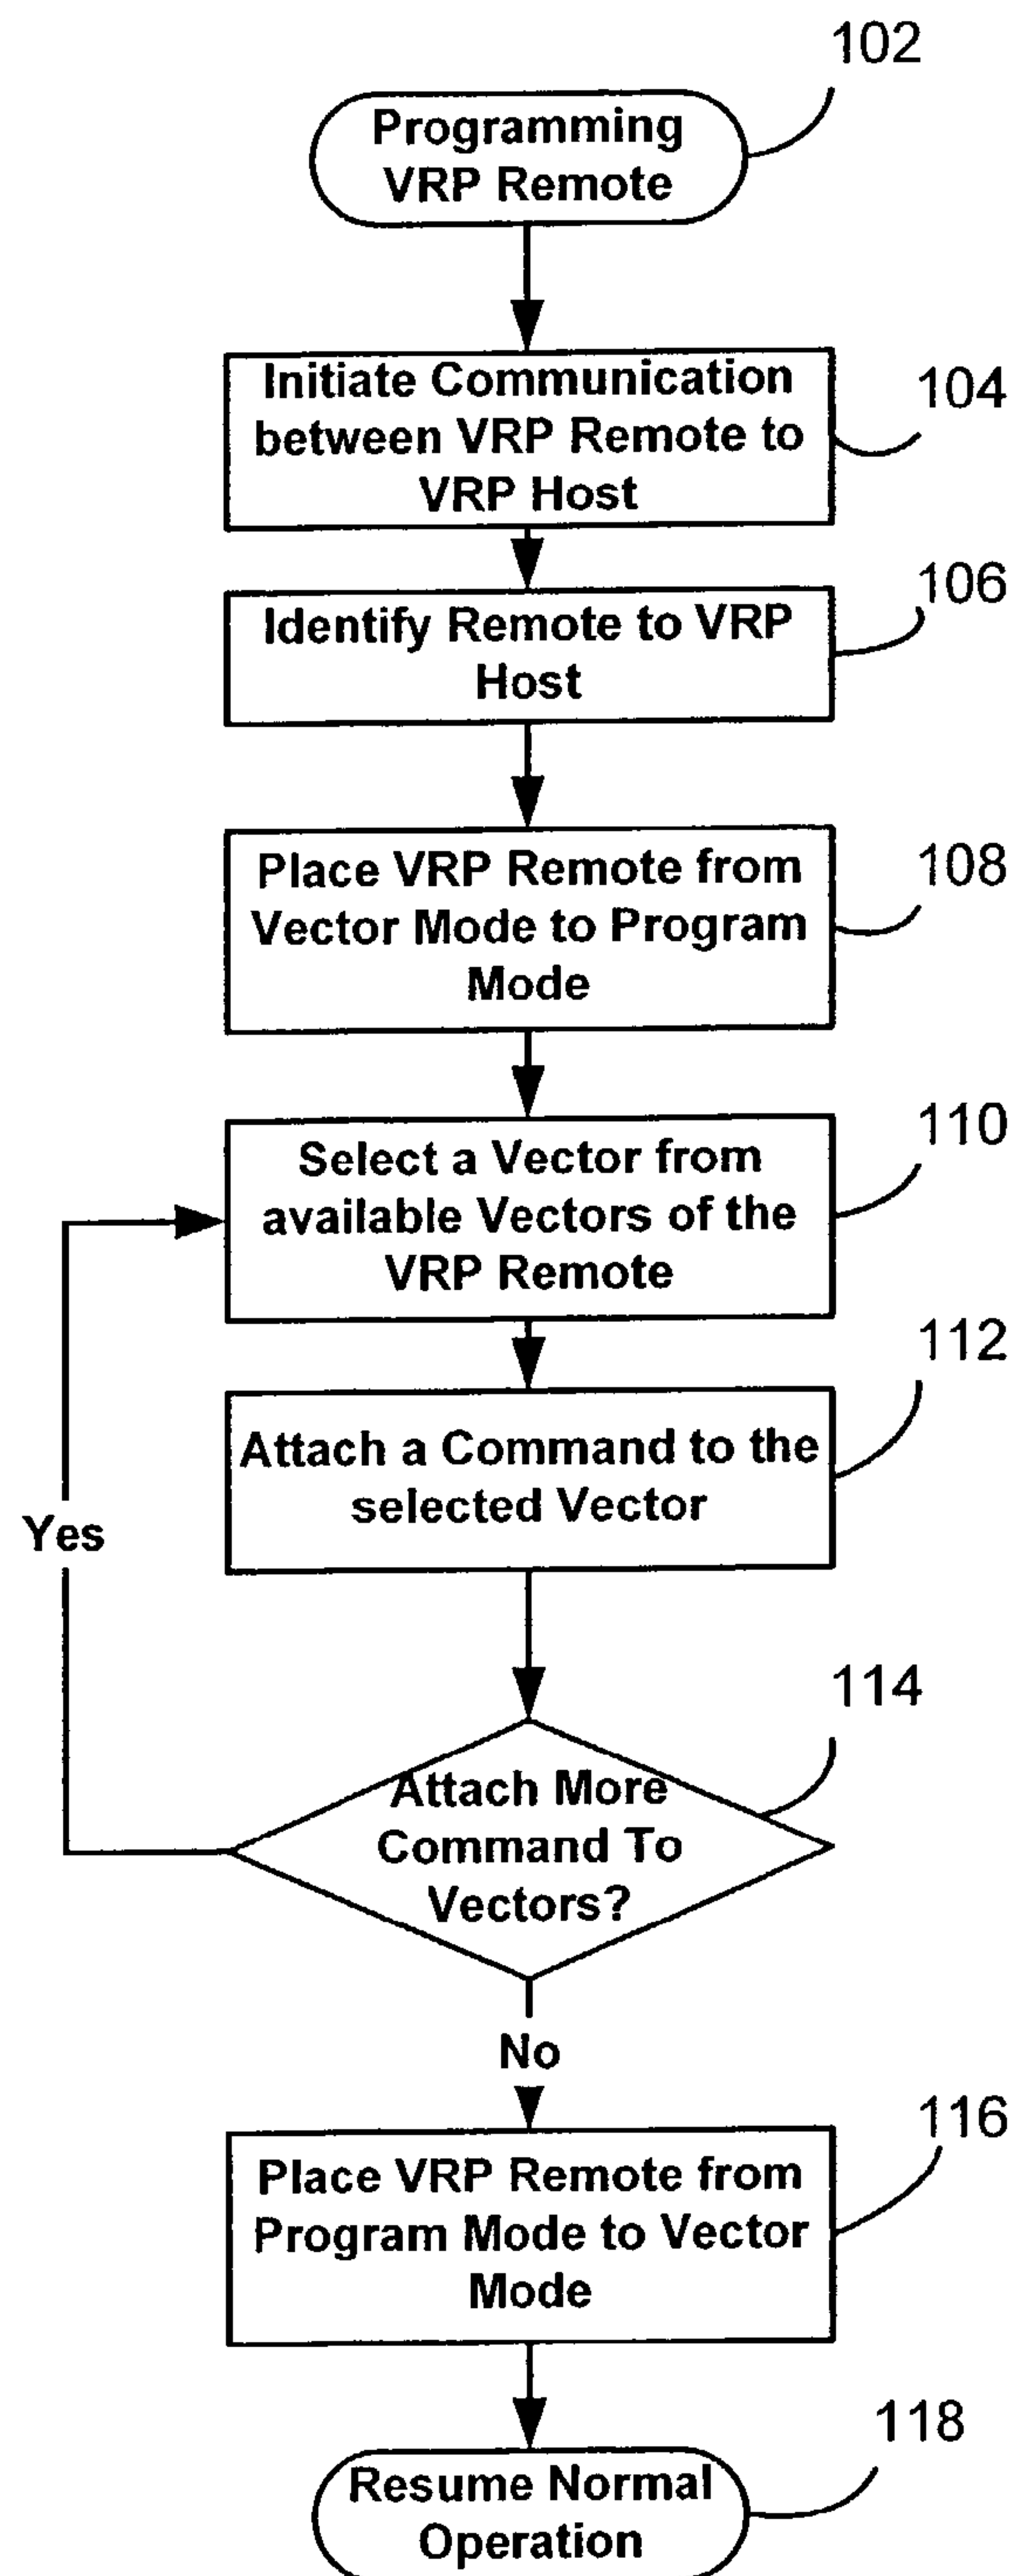 102
Programming
VRP Remote
Initiate Communication
between VRP Remote to
VRP Host
104
Identify Remote to VRP
Host
106
Place VRP Remote from
Vector Mode to Program
Mode
108
Select a Vector from
available Vectors of the
VRP Remote
110
Attach a Command to the
selected Vector
112
Yes
Attach More
Command To
Vectors?
114
No
Place VRP Remote from
Program Mode to Vector
Mode
116
Resume Normal
Operation
118